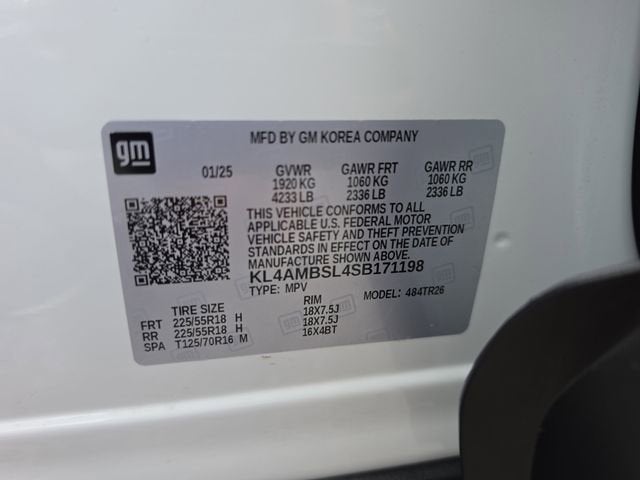 gm
MFD BY GM KOREA COMPANY
01/25 GVWR GAWR FRT GAWR RR
1920 KG 1060 KG 1060 KG
4233 LB 2336 LB 2336 LB
THIS VEHICLE CONFORMS TO ALL
APPLICABLE U.S. FEDERAL MOTOR
VEHICLE SAFETY AND THEFT PREVENTION
STANDARDS IN EFFECT ON THE DATE OF
MANUFACTURE SHOWN ABOVE.
KL4AMBSL4SB171198
TYPE: MPV MODEL: 484TR26
TIRE SIZE RIM
FRT 225/55R18 H 18X7.5J
RR 225/55R18 H 18X7.5J
SPA T125/70R16 M 16X4BT